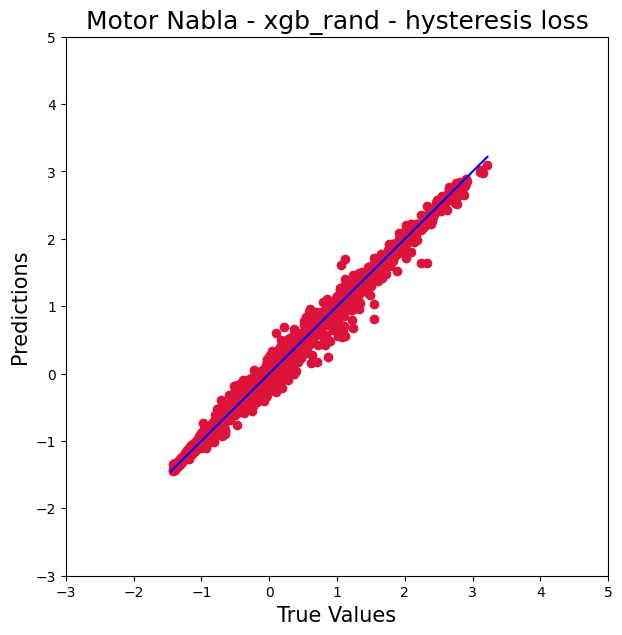 Motor Nabla - xgb_rand - hysteresis loss
5
4
3
2
1
0
−1
−2
−3
Predictions
−3 −2 −1 0 1 2 3 4 5
True Values